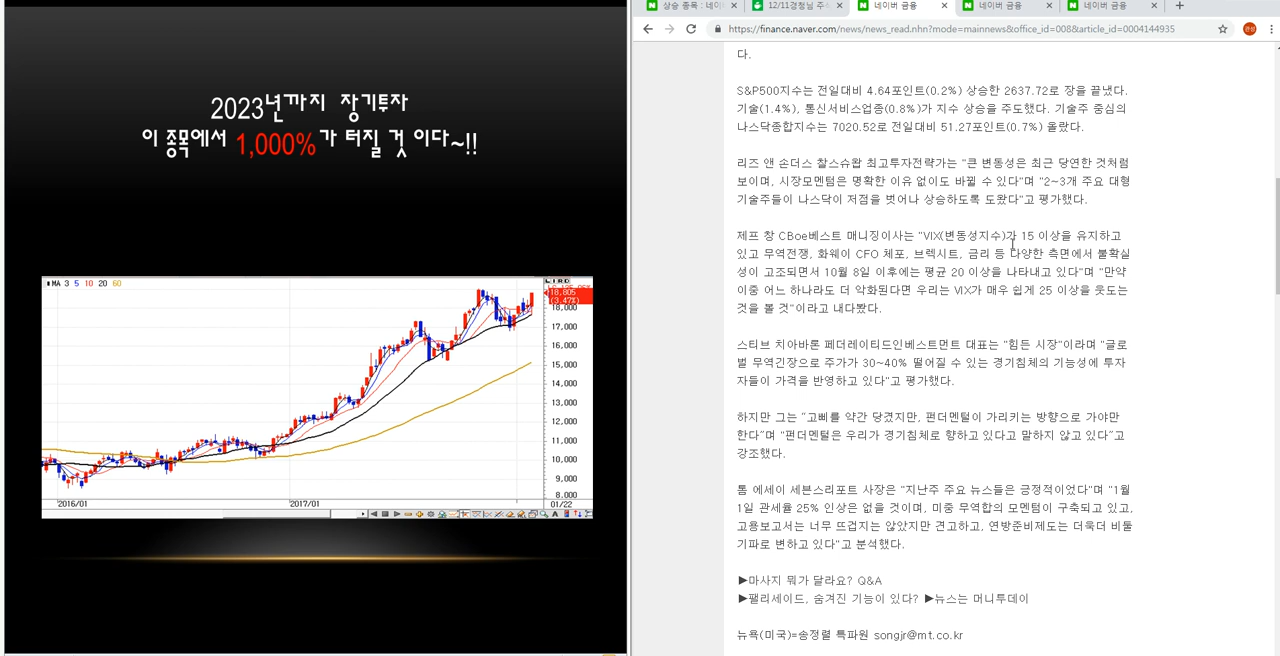 2023년까지 장기투자
이 종목에서 1,000% 가 터질 것 이다~!!
MA 3 5 10 20 60
18,805
(3.47%)
18,000
17,000
16,000
15,000
14,000
13,000
12,000
11,000
10,000
9,000
8,000
2016/01
2017/01
01/22
상승 종목 : 네이
12/11경청님 주
네이버 금융
네이버 금융
네이버 금융
https://finance.naver.com/news/news_read.nhn?mode=mainnews&office_id=008&article_id=0004144935
다.
S&P500지수는 전일대비 4.64포인트(0.2%) 상승한 2637.72로 장을 끝냈다.
기술(1.4%), 통신서비스업종(0.8%)가 지수 상승을 주도했다. 기술주 중심의
나스닥종합지수는 7020.52로 전일대비 51.27포인트(0.7%) 올랐다.
리즈 앤 손더스 찰스슈왑 최고투자전략가는 "큰 변동성은 최근 당연한 것처럼
보이며, 시장모멘텀은 명확한 이유 없이도 바뀔 수 있다"며 "2~3개 주요 대형
기술주들이 나스닥이 저점을 벗어나 상승하도록 도왔다"고 평가했다.
제프 창 CBoe베스트 매니징이사는 "VIX(변동성지수)가 15 이상을 유지하고
있고 무역전쟁, 화웨이 CFO 체포, 브렉시트, 금리 등 다양한 측면에서 불확실
성이 고조되면서 10월 8일 이후에는 평균 20 이상을 나타내고 있다"며 "만약
이중 어느 하나라도 더 악화된다면 우리는 VIX가 매우 쉽게 25 이상을 웃도는
것을 볼 것"이라고 내다봤다.
스티브 치아바론 페더레이티드인베스트먼트 대표는 "힘든 시장"이라며 "글로
벌 무역긴장으로 주가가 30~40% 떨어질 수 있는 경기침체의 기능성에 투자
자들이 가격을 반영하고 있다"고 평가했다.
하지만 그는 "고삐를 약간 당겼지만, 펀더멘털이 가리키는 방향으로 가야만
한다"며 "펀더멘털은 우리가 경기침체로 향하고 있다고 말하지 않고 있다"고
강조했다.
톰 에세이 세븐스리포트 사장은 "지난주 주요 뉴스들은 긍정적이었다"며 "1월
1일 관세율 25% 인상은 없을 것이며, 미중 무역합의 모멘텀이 구축되고 있고,
고용보고서는 너무 뜨겁지는 않았지만 견고하고, 연방준비제도는 더욱더 비둘
기파로 변하고 있다"고 분석했다.
▶마사지 뭐가 달라요? Q&A
▶팰리세이드, 숨겨진 기능이 있다? ▶뉴스는 머니투데이
뉴욕(미국)=송정렬 특파원 songjr@mt.co.kr